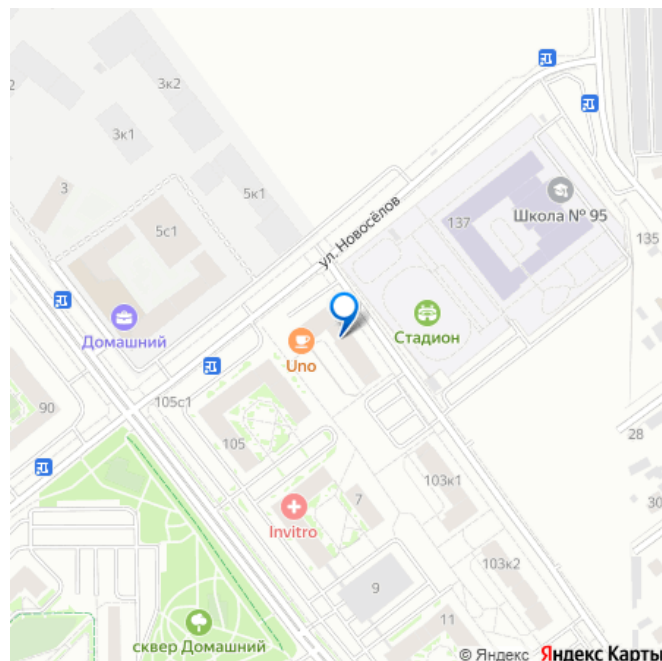 3к2
2
3к1
3
5к1
5с1
ул. Новосёлов
137
Школа № 95
135
Домашний
Стадион
Uno
90
105с1
105
28
103к1
7
30
Invitro
9
103к2
11
сквер Домашний
© Яндекс Яндекс Карты